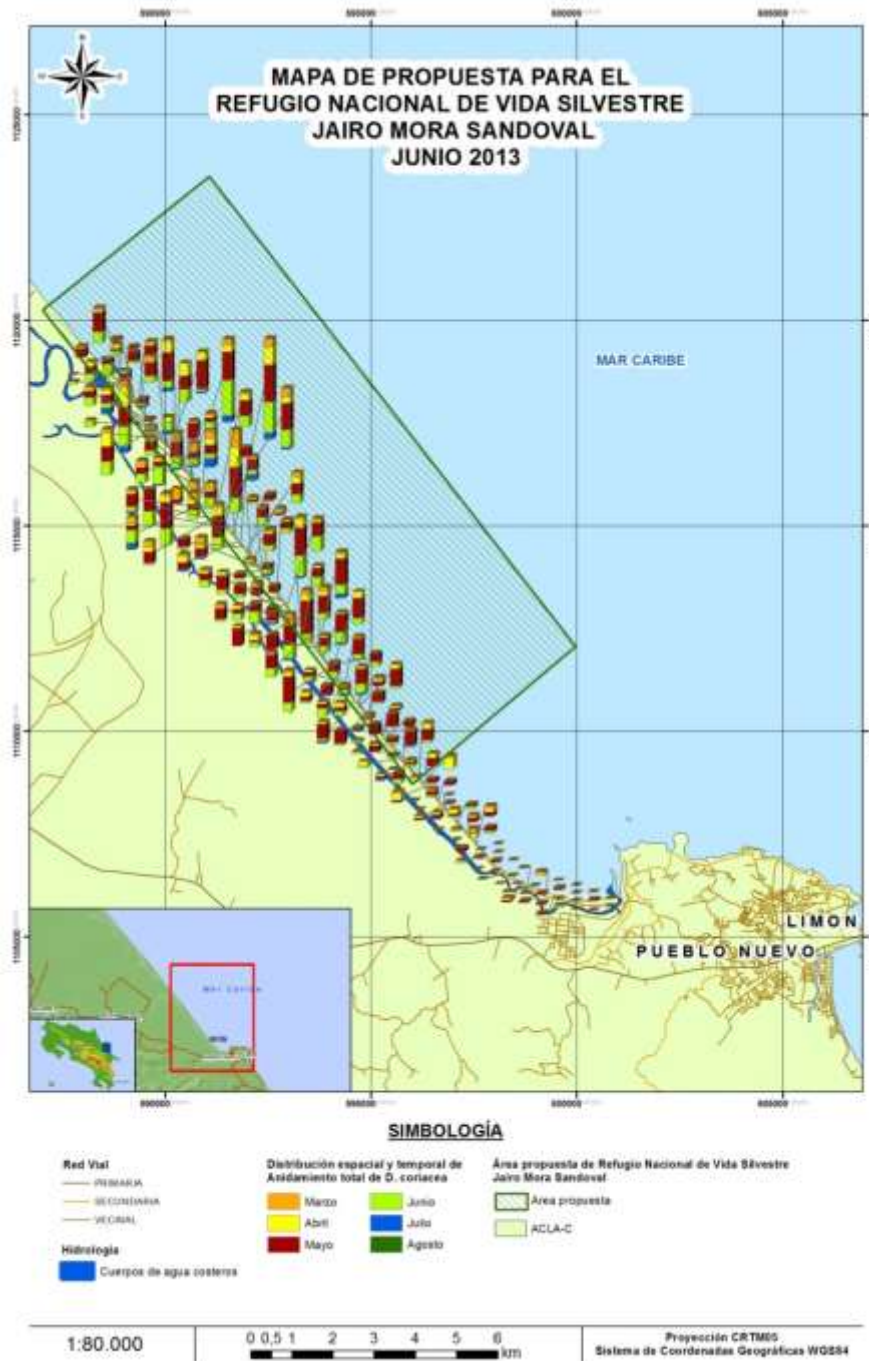 MAPA DE PROPUESTA PARA EL
REFUGIO NACIONAL DE VIDA SILVESTRE
JAIRO MORA SANDOVAL
JUNIO 2013
MAR CARIBE
LIMON
PUEBLO NUEVO
SIMBOLOGÍA
Red Vial
PRIMARIA
SECUNDARIA
VECINAL
Hidrología
Cuerpos de agua costeros
Distribución espacial y temporal de
Anidamiento total de D. coriacea
Marzo
Abril
Mayo
Junio
Julio
Agosto
Área propuesta de Refugio Nacional de Vida Silvestre
Jairo Mora Sandoval
Área propuesta
ACLA-C
1:80.000
0 0,5 1 2 3 4 5 6
km
Proyección CRTM05
Sistema de Coordenadas Geográficas WGS84